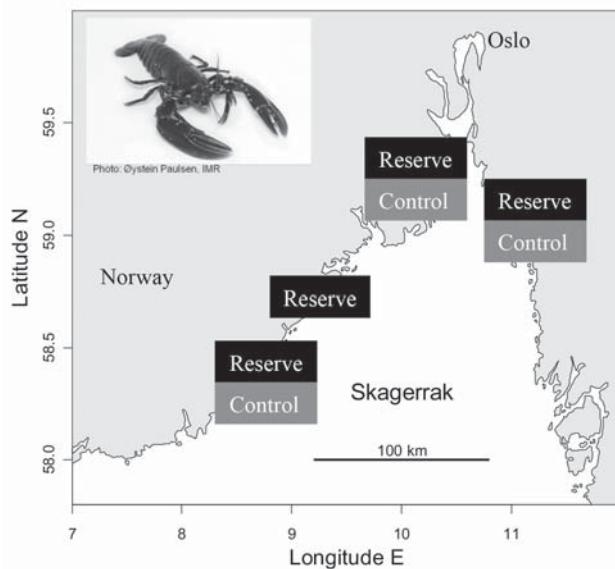 Oslo
Photo: Øystein Paulsen, IMR
59.5
Reserve
Control
Reserve
Control
59.0
Latitude N
Norway
Reserve
58.5
Reserve
Control
Skagerrak
100 km
58.0
7
8
9
10
11
Longitude E